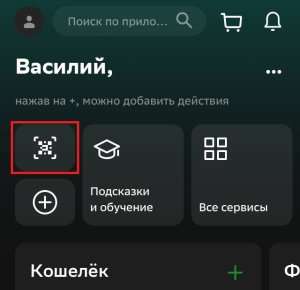 Поиск по прило...
Василий,
нажав на +, можно добавить действия
Подсказки
и обучение
Все сервисы
Кошелёк
Ф